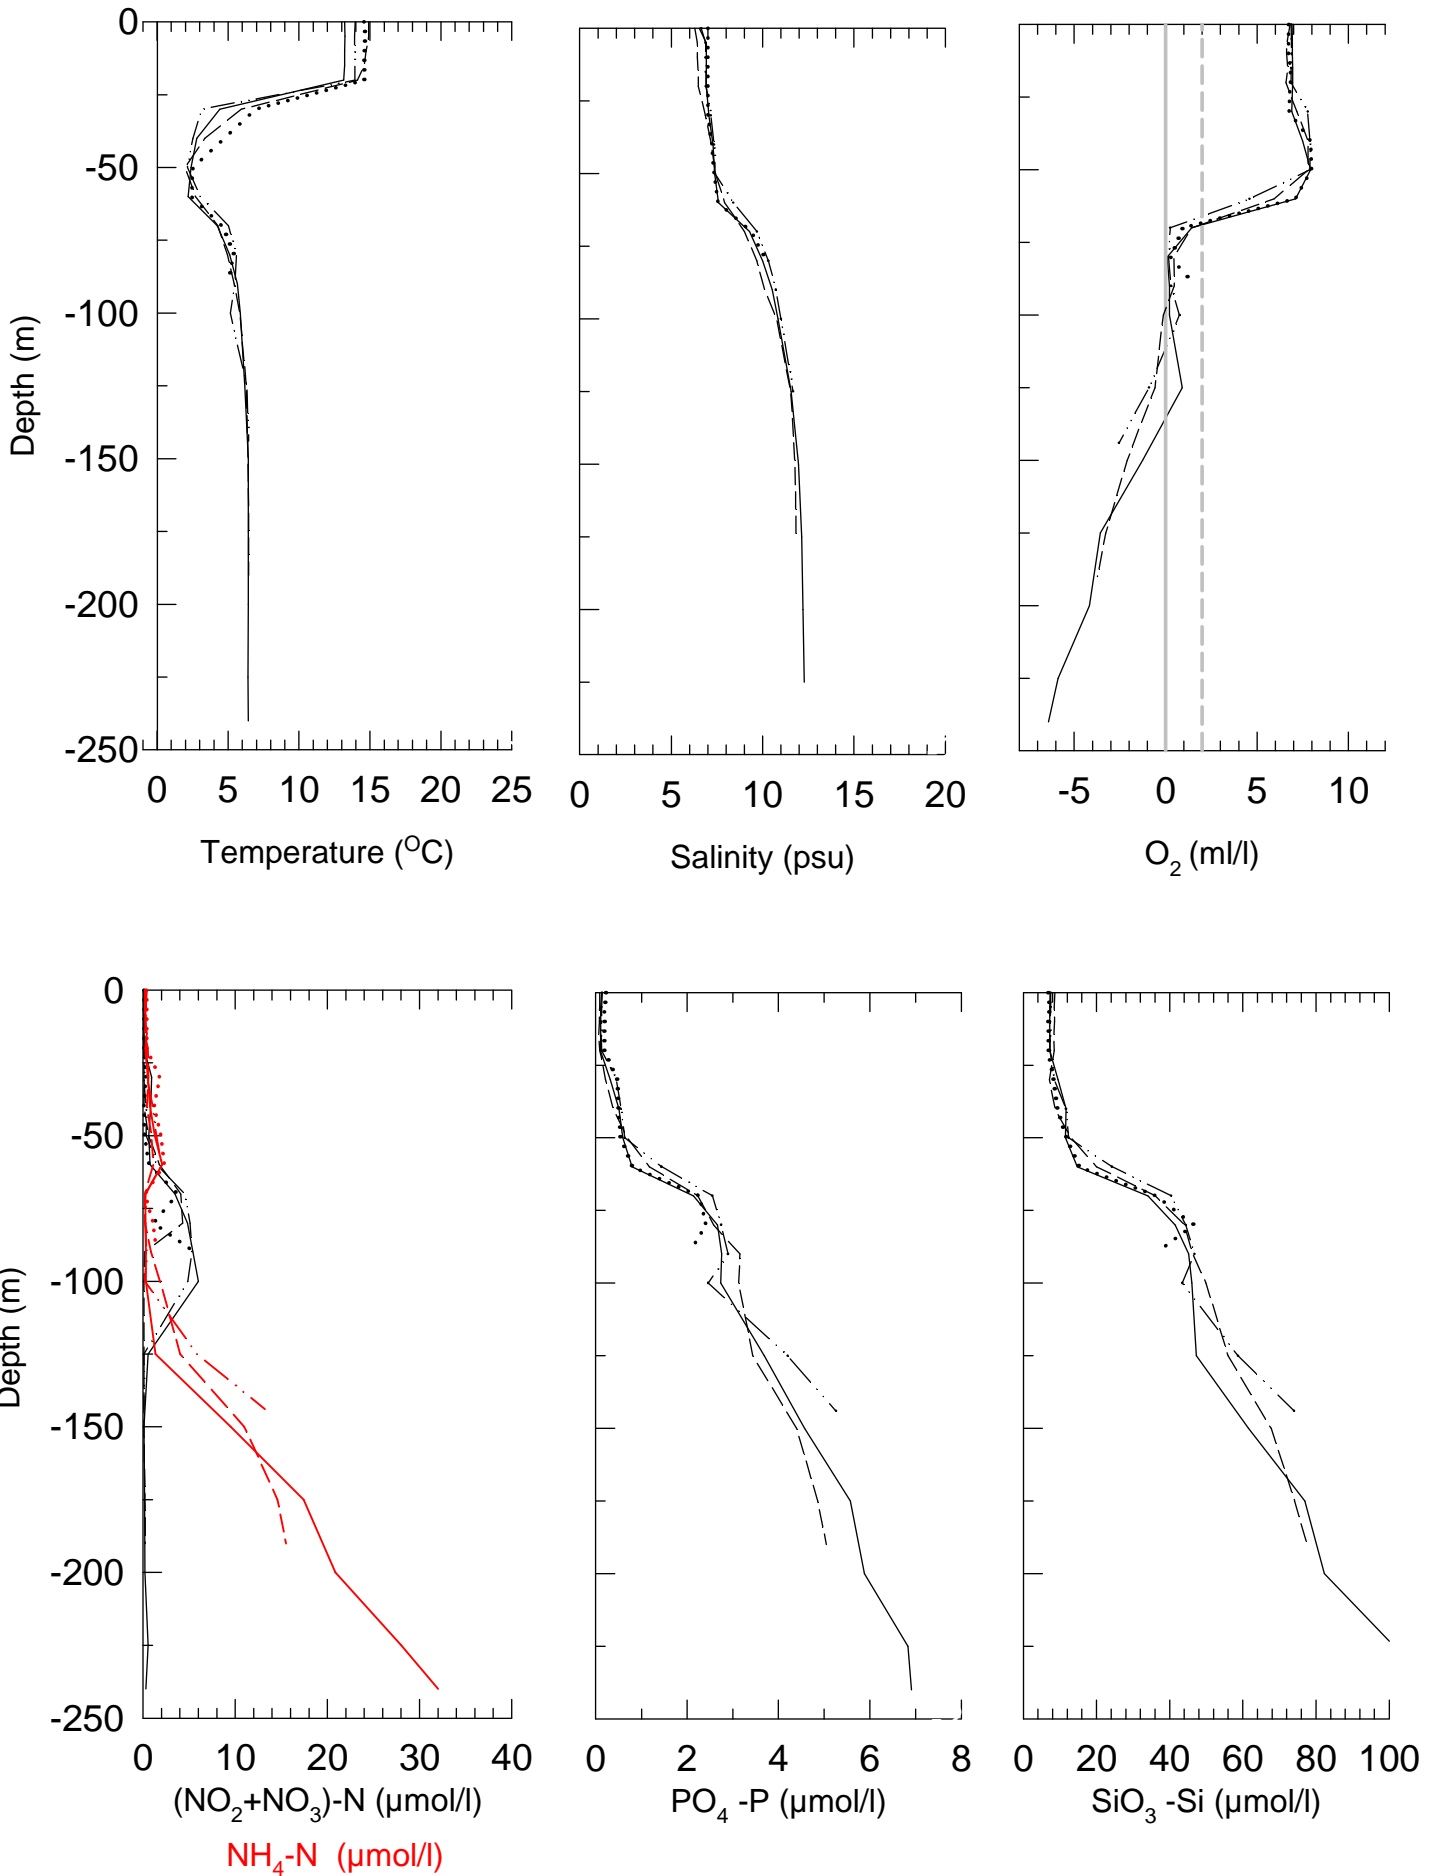 0
-50
-100
-150
-200
-250
Depth (m)
0 5 10 15 20 25
Temperature (ᴼC)
0 5 10 15 20
Salinity (psu)
-5 0 5 10
O₂ (ml/l)
0
-50
-100
-150
-200
-250
Depth (m)
0 10 20 30 40
(NO₂+NO₃)-N (µmol/l)
NH₄-N (µmol/l)
0 2 4 6 8
PO₄ -P (µmol/l)
0 20 40 60 80 100
SiO₃ -Si (µmol/l)